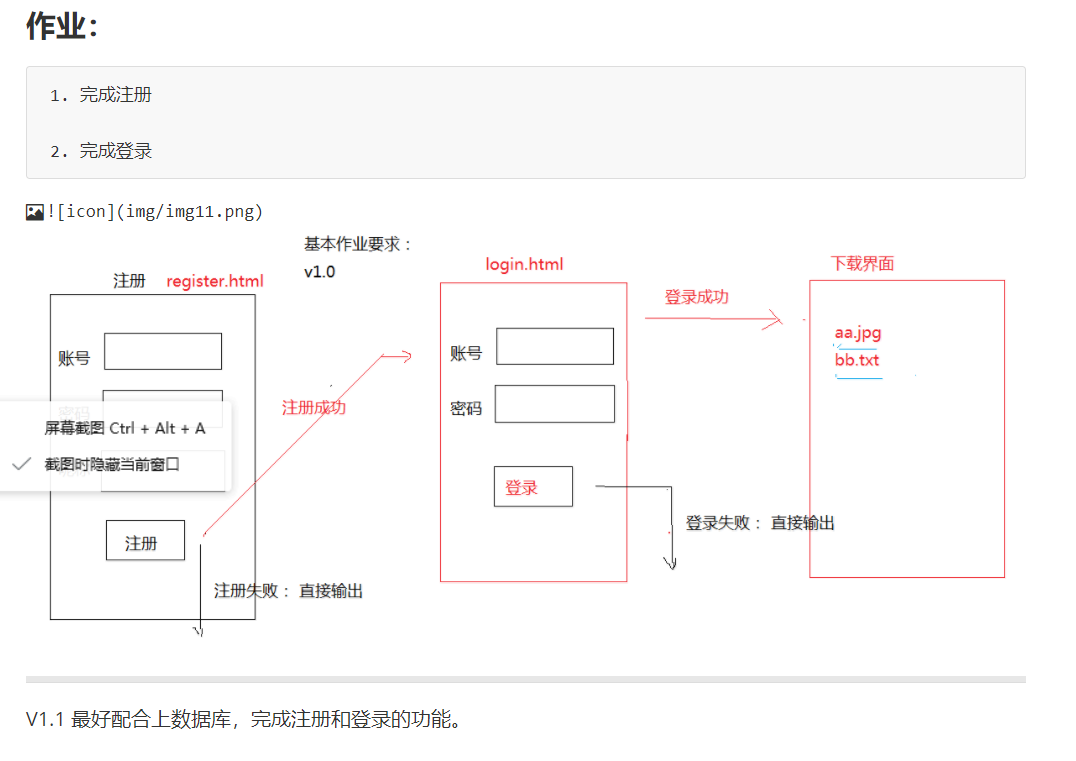 作业：
1. 完成注册
2. 完成登录
![icon](img/img11.png)
基本作业要求：
v1.0
注册 register.html
login.html
下载界面
登录成功
账号
账号
aa.jpg
bb.txt
密码
密码
注册成功
屏幕截图 Ctrl + Alt + A
截图时隐藏当前窗口
登录
注册
登录失败： 直接输出
注册失败： 直接输出
V1.1 最好配合上数据库，完成注册和登录的功能。